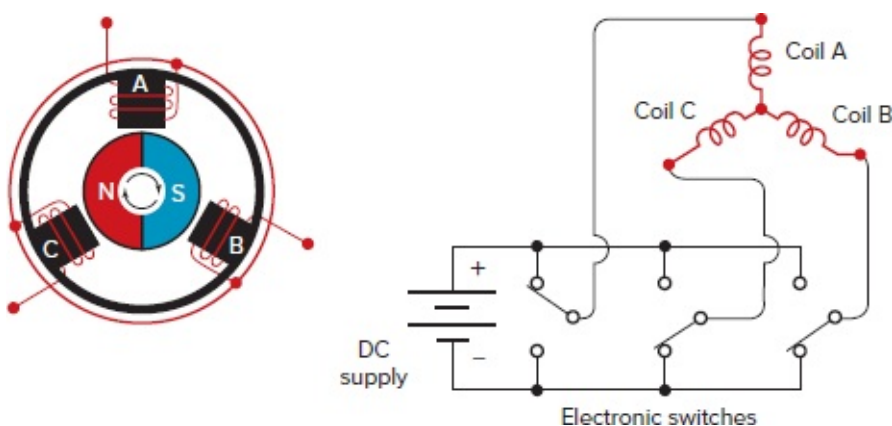 A
N
S
C
B
Coil A
Coil C
Coil B
+
DC
supply
−
Electronic switches